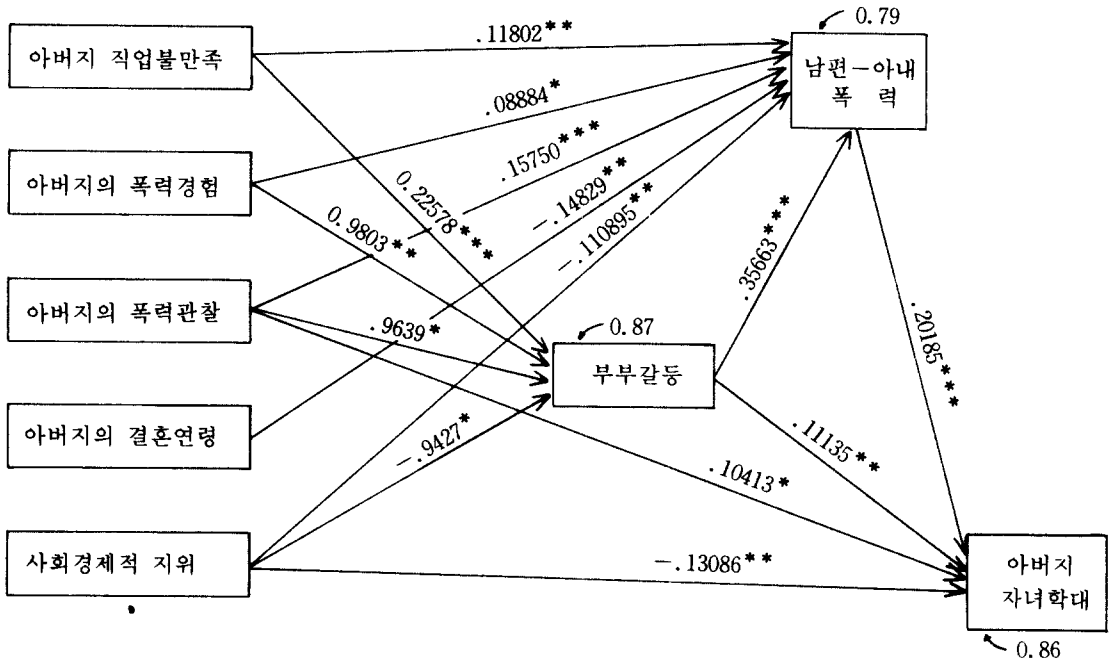 0.79
아버지 직업불만족
.11802**
남편-아내
폭 력
.08884*
.15750***
아버지의 폭력경험
-.14829**
-.110895**
0.22578***
0.9803**
.35663***
아버지의 폭력관찰
.9639*
0.87
부부갈등
.20185***
아버지의 결혼연령
-.9427*
.11135**
.10413*
사회경제적 지위
-.13086**
아버지
자녀학대
0.86